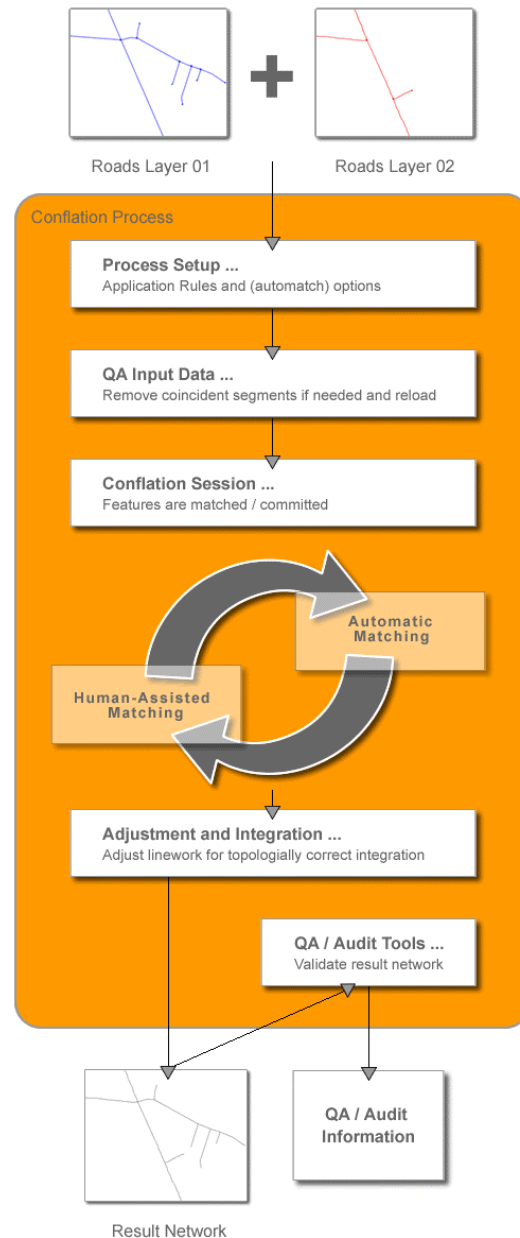 Roads Layer 01
Roads Layer 02
Conflation Process
Process Setup ...
Application Rules and (automatch) options
QA Input Data ...
Remove coincident segments if needed and reload
Conflation Session ...
Features are matched / committed
Automatic
Matching
Human-Assisted
Matching
Adjustment and Integration ...
Adjust linework for topologially correct integration
QA / Audit Tools ...
Validate result network
QA / Audit
Information
Result Network